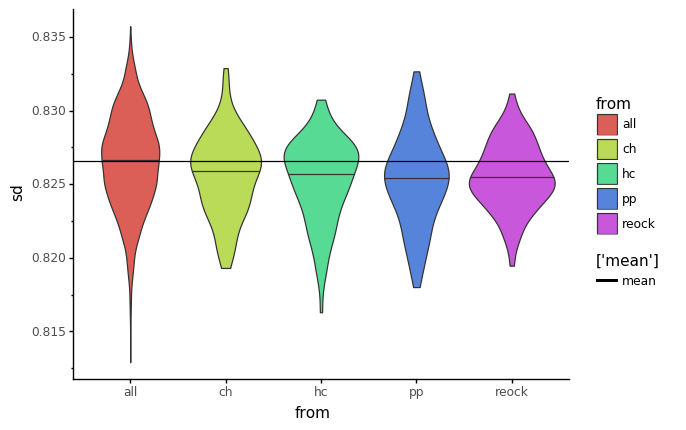 0.835
0.830
0.825
0.820
0.815
sd
all
ch
hc
pp
reock
from
from
all
ch
hc
pp
reock
['mean']
mean